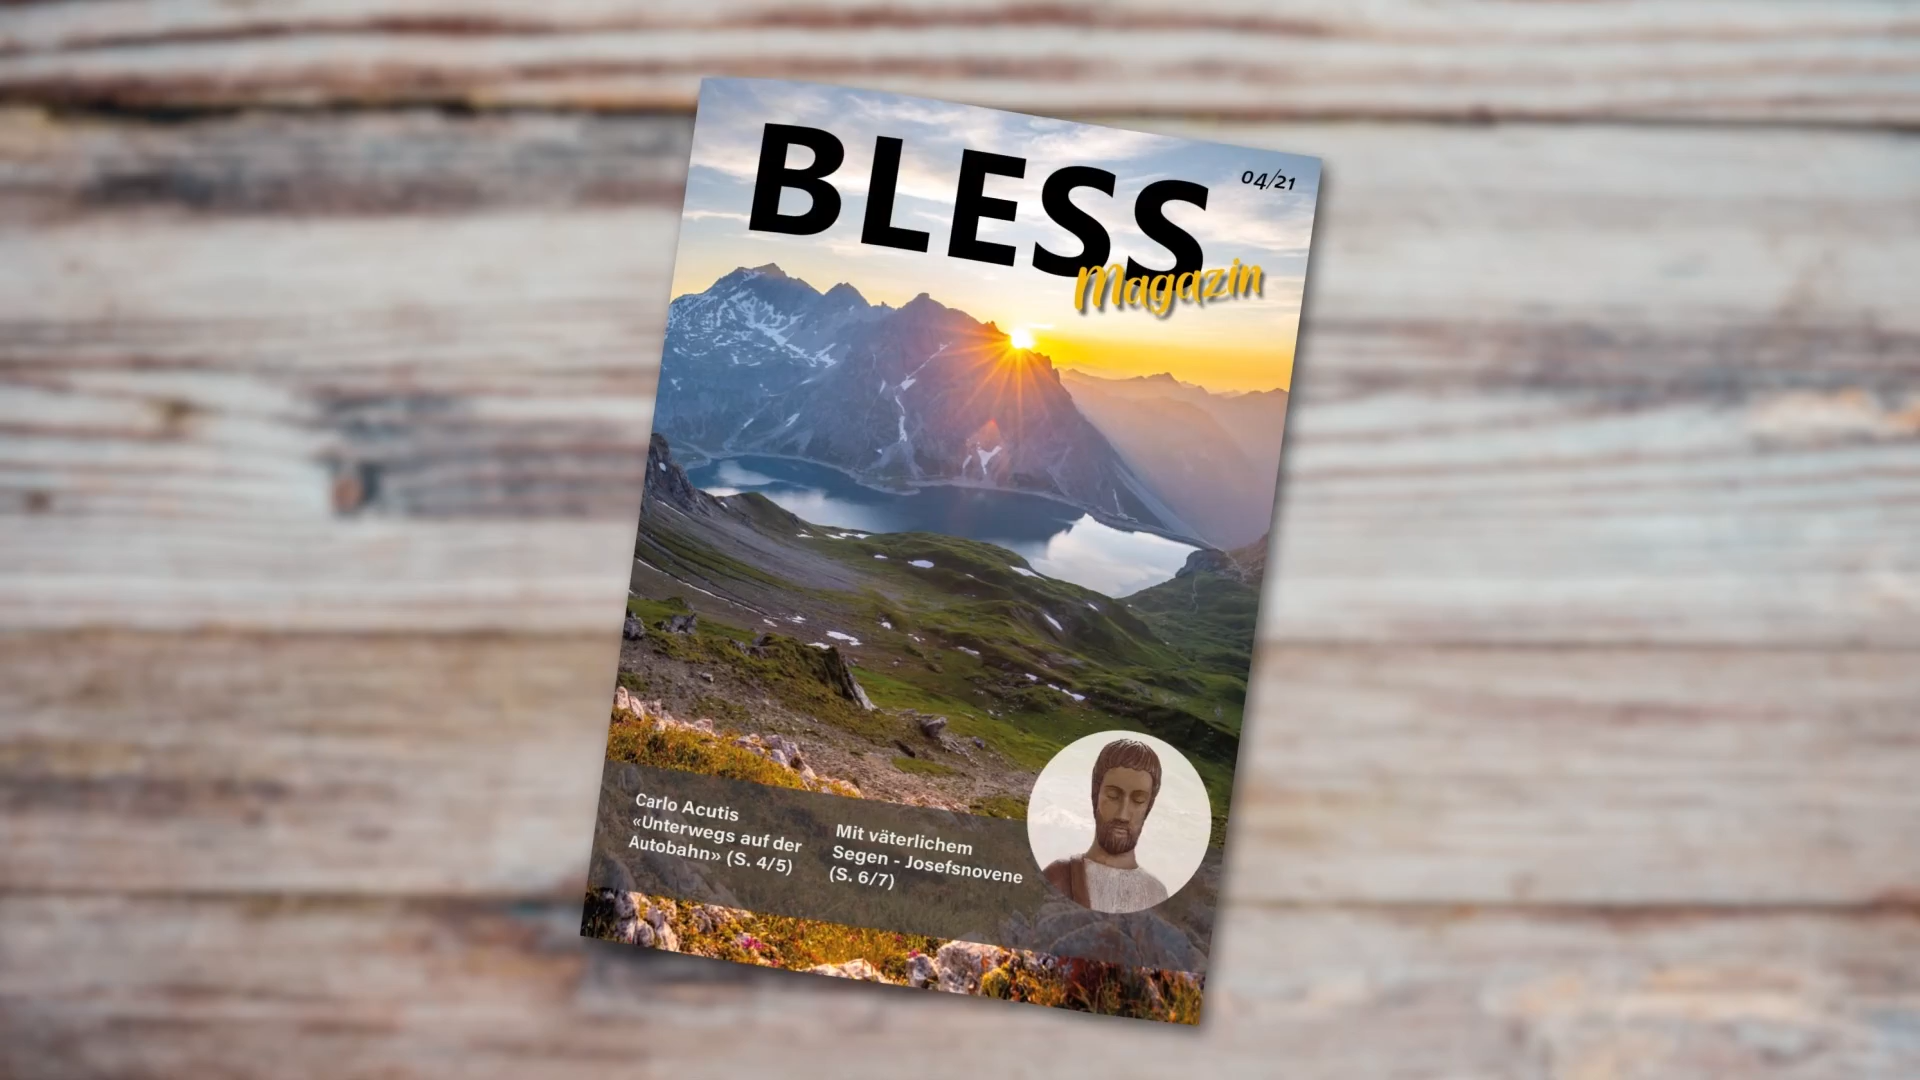 BLESS
04/21
Magazin
Carlo Acutis
«Unterwegs auf der
Autobahn» (S. 4/5)
Mit väterlichem
Segen - Josefsnovene
(S. 6/7)